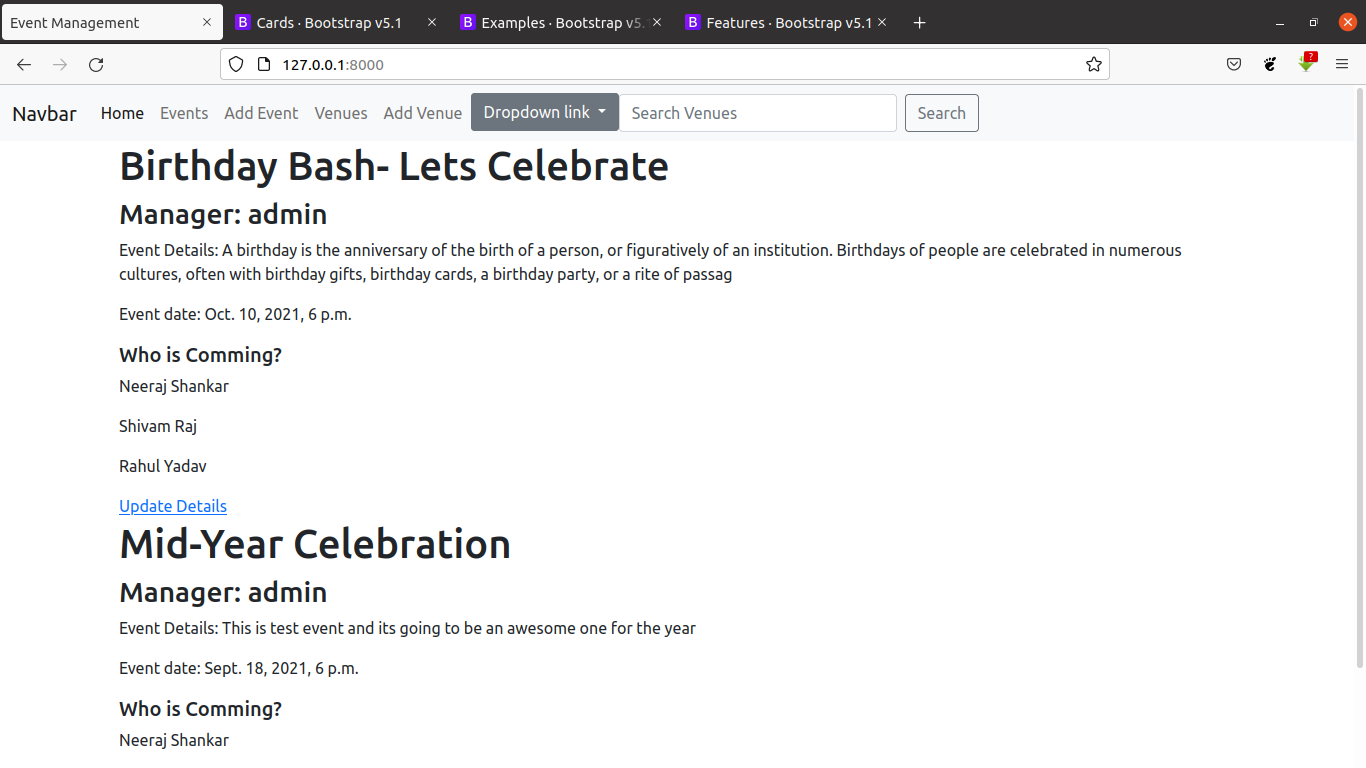 Event Management
Cards · Bootstrap v5.1
Examples · Bootstrap v5.
Features · Bootstrap v5.1
127.0.0.1:8000
Navbar Home Events Add Event Venues Add Venue Dropdown link Search Venues Search
Birthday Bash- Lets Celebrate
Manager: admin
Event Details: A birthday is the anniversary of the birth of a person, or figuratively of an institution. Birthdays of people are celebrated in numerous
cultures, often with birthday gifts, birthday cards, a birthday party, or a rite of passag
Event date: Oct. 10, 2021, 6 p.m.
Who is Comming?
Neeraj Shankar
Shivam Raj
Rahul Yadav
Update Details
Mid-Year Celebration
Manager: admin
Event Details: This is test event and its going to be an awesome one for the year
Event date: Sept. 18, 2021, 6 p.m.
Who is Comming?
Neeraj Shankar